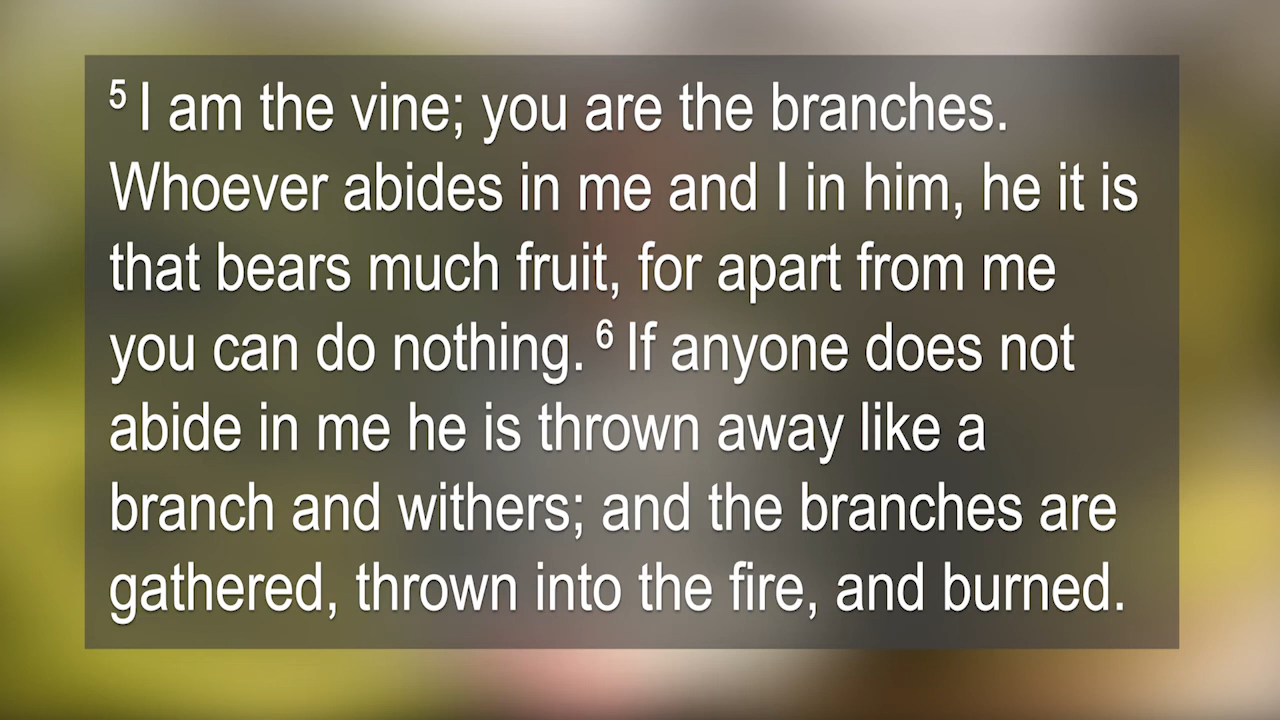 5 I am the vine; you are the branches.
Whoever abides in me and I in him, he it is
that bears much fruit, for apart from me
you can do nothing. 6 If anyone does not
abide in me he is thrown away like a
branch and withers; and the branches are
gathered, thrown into the fire, and burned.